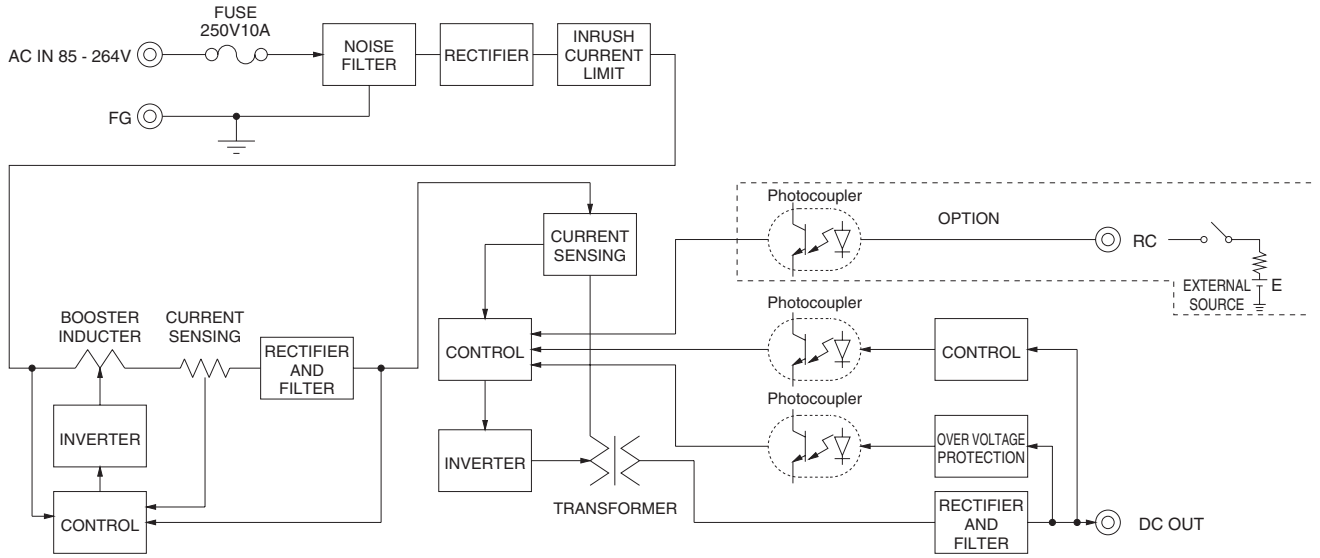 FUSE
250V10A
AC IN 85 - 264V
NOISE
FILTER
RECTIFIER
INRUSH
CURRENT
LIMIT
FG
Photocoupler
OPTION
RC
CURRENT
SENSING
EXTERNAL
SOURCE
E
BOOSTER
INDUCTER
CURRENT
SENSING
RECTIFIER
AND
FILTER
CONTROL
Photocoupler
CONTROL
Photocoupler
INVERTER
INVERTER
OVER VOLTAGE
PROTECTION
TRANSFORMER
CONTROL
RECTIFIER
AND
FILTER
DC OUT